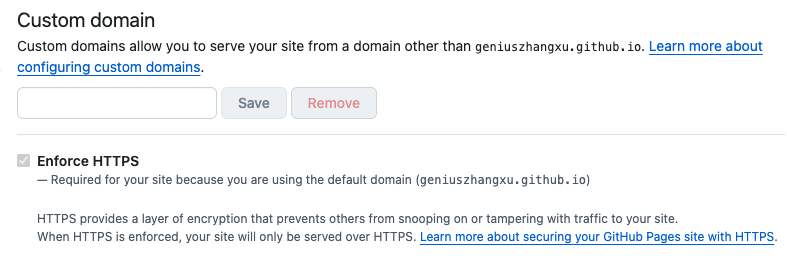 Custom domain
Custom domains allow you to serve your site from a domain other than geniuszhangxu.github.io. Learn more about
configuring custom domains.
Save Remove
Enforce HTTPS
— Required for your site because you are using the default domain (geniuszhangxu.github.io)
HTTPS provides a layer of encryption that prevents others from snooping on or tampering with traffic to your site.
When HTTPS is enforced, your site will only be served over HTTPS. Learn more about securing your GitHub Pages site with HTTPS.